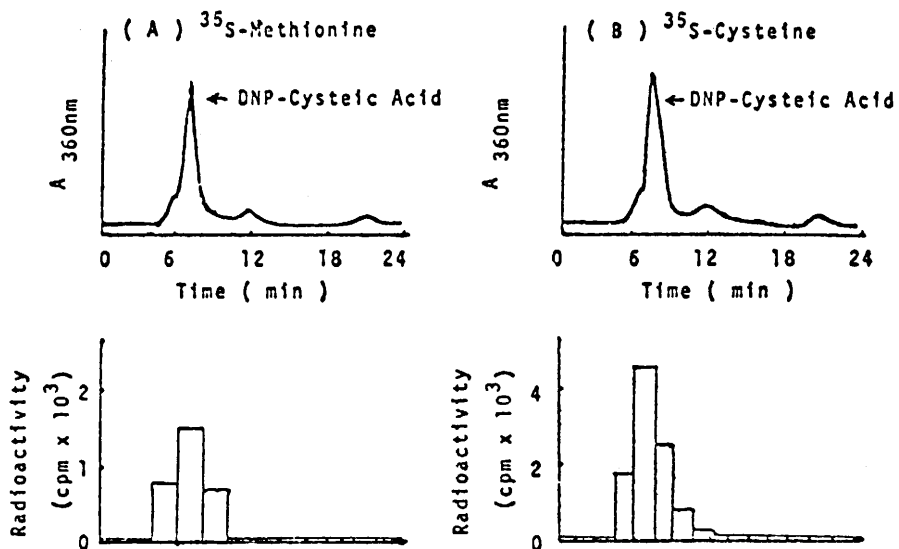 ( A ) ³⁵S-Methionine
← DNP-Cysteic Acid
A 360nm
0 6 12 18 24
Time ( min )
( B ) ³⁵S-Cysteine
←DNP-Cysteic Acid
A 360nm
0 6 12 18 24
Time ( min )
Radioactivity
(cpm x 10³)
2
1
0
Radioactivity
(cpm x 10³)
4
2
0